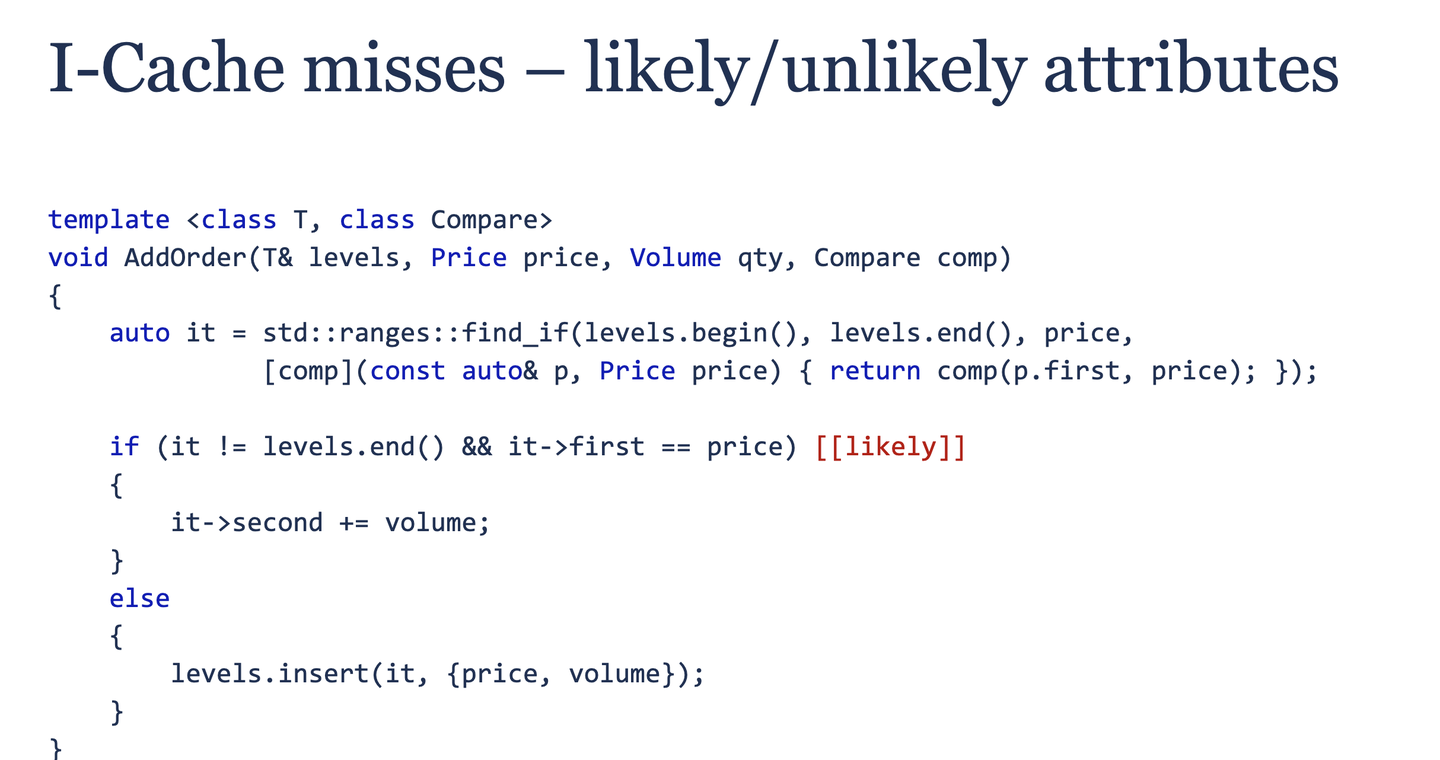 I-Cache misses – likely/unlikely attributes
template <class T, class Compare>
void AddOrder(T& levels, Price price, Volume qty, Compare comp)
{
    auto it = std::ranges::find_if(levels.begin(), levels.end(), price,
              [comp](const auto& p, Price price) { return comp(p.first, price); });
    if (it != levels.end() && it->first == price) [[likely]]
    {
        it->second += volume;
    }
    else
    {
        levels.insert(it, {price, volume});
    }
}